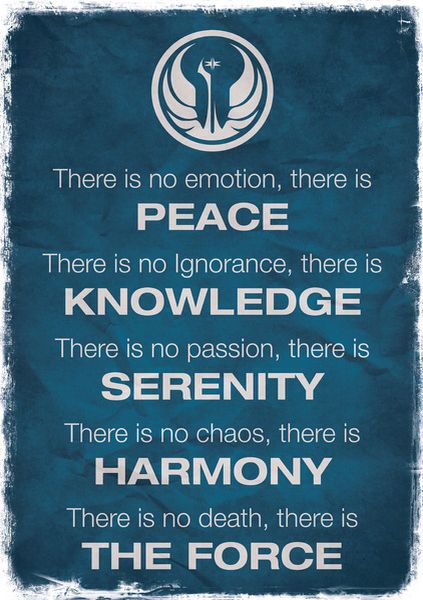 There is no emotion, there is
PEACE
There is no Ignorance, there is
KNOWLEDGE
There is no passion, there is
SERENITY
There is no chaos, there is
HARMONY
There is no death, there is
THE FORCE